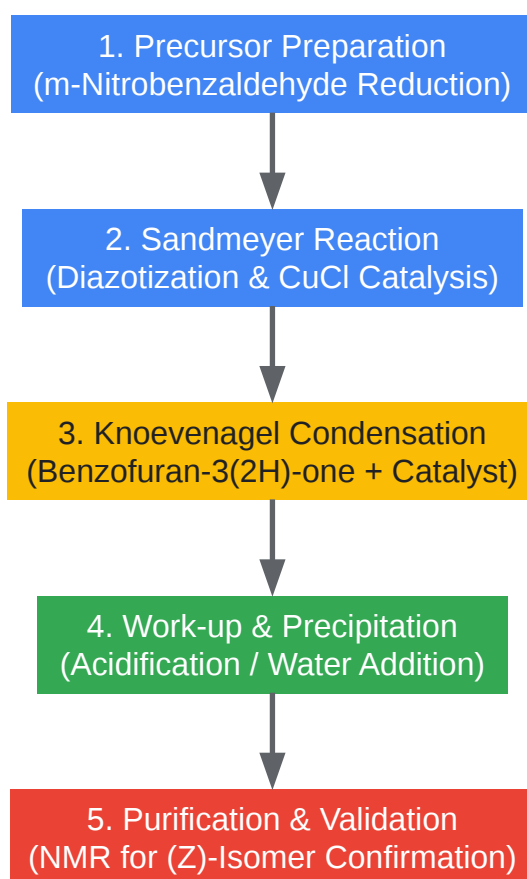 1. Precursor Preparation
(m-Nitrobenzaldehyde Reduction)
2. Sandmeyer Reaction
(Diazotization & CuCl Catalysis)
3. Knoevenagel Condensation
(Benzofuran-3(2H)-one + Catalyst)
4. Work-up & Precipitation
(Acidification / Water Addition)
5. Purification & Validation
(NMR for (Z)-Isomer Confirmation)